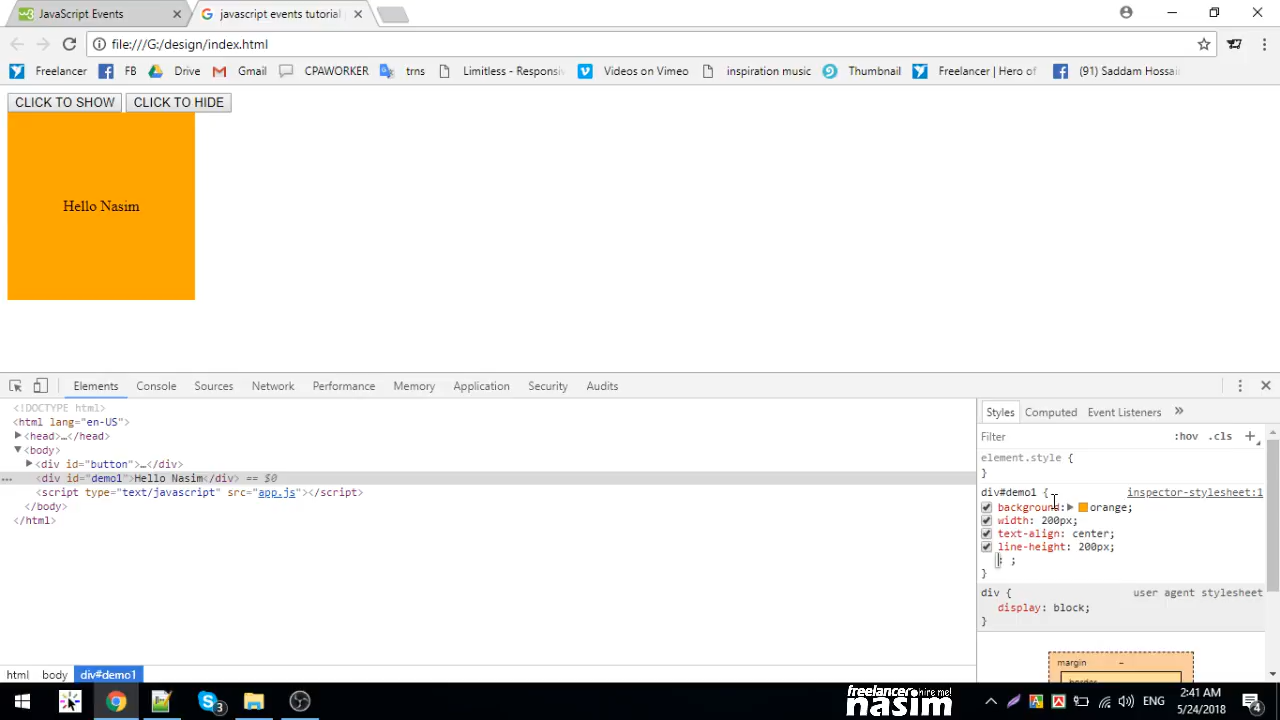 JavaScript Events
javascript events tutorial
file:///G:/design/index.html
Freelancer
FB
Drive
Gmail
CPAWORKER
trns
Limitless - Responsiv
Videos on Vimeo
inspiration music
Thumbnail
Freelancer | Hero of
(91) Saddam Hossai
CLICK TO SHOW CLICK TO HIDE
Hello Nasim
Elements Console Sources Network Performance Memory Application Security Audits
Styles Computed Event Listeners »
Filter :hov .cls +
<!DOCTYPE html>
<html lang="en-US">
<head>…</head>
<body>
<div id="button">…</div>
<div id="demo1">Hello Nasim</div> == $0
<script type="text/javascript" src="app.js"></script>
</body>
</html>
element.style {
}
div#demo1 { inspector-stylesheet:1
background: orange;
width: 200px;
text-align: center;
line-height: 200px;
: ;
}
div { user agent stylesheet
display: block;
}
margin -
html body div#demo1
3
freelancer hire me!
nasim
ENG
2:41 AM
5/24/2018
4